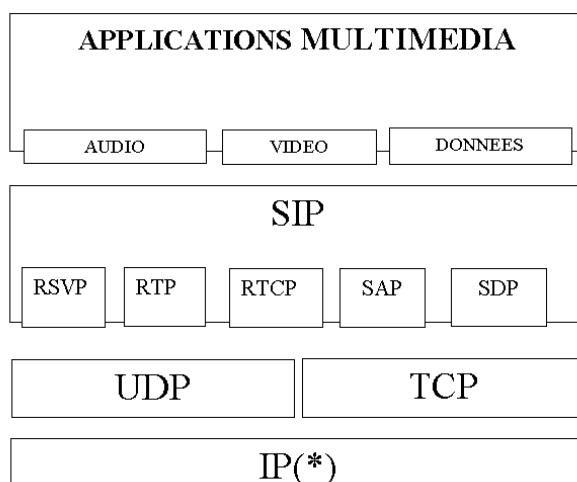 APPLICATIONS MULTIMEDIA
AUDIO VIDEO DONNEES
SIP
RSVP RTP RTCP SAP SDP
UDP TCP
IP(*)